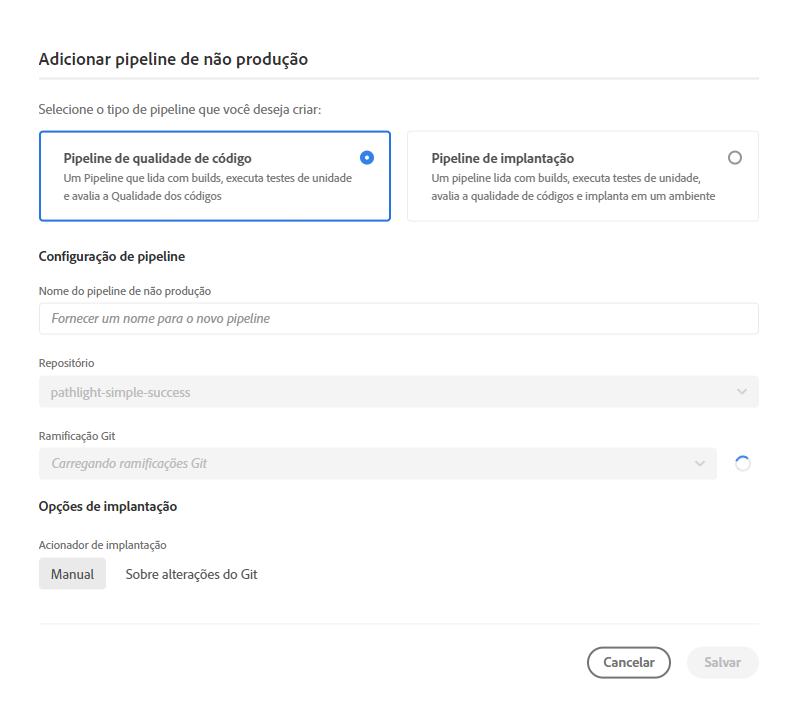 Adicionar pipeline de não produção
Selecione o tipo de pipeline que você deseja criar:
Pipeline de qualidade de código
Um Pipeline que lida com builds, executa testes de unidade
e avalia a Qualidade dos códigos
Pipeline de implantação
Um pipeline lida com builds, executa testes de unidade,
avalia a qualidade de códigos e implanta em um ambiente
Configuração de pipeline
Nome do pipeline de não produção
Fornecer um nome para o novo pipeline
Repositório
pathlight-simple-success
Ramificação Git
Carregando ramificações Git
Opções de implantação
Acionador de implantação
Manual
Sobre alterações do Git
Cancelar
Salvar